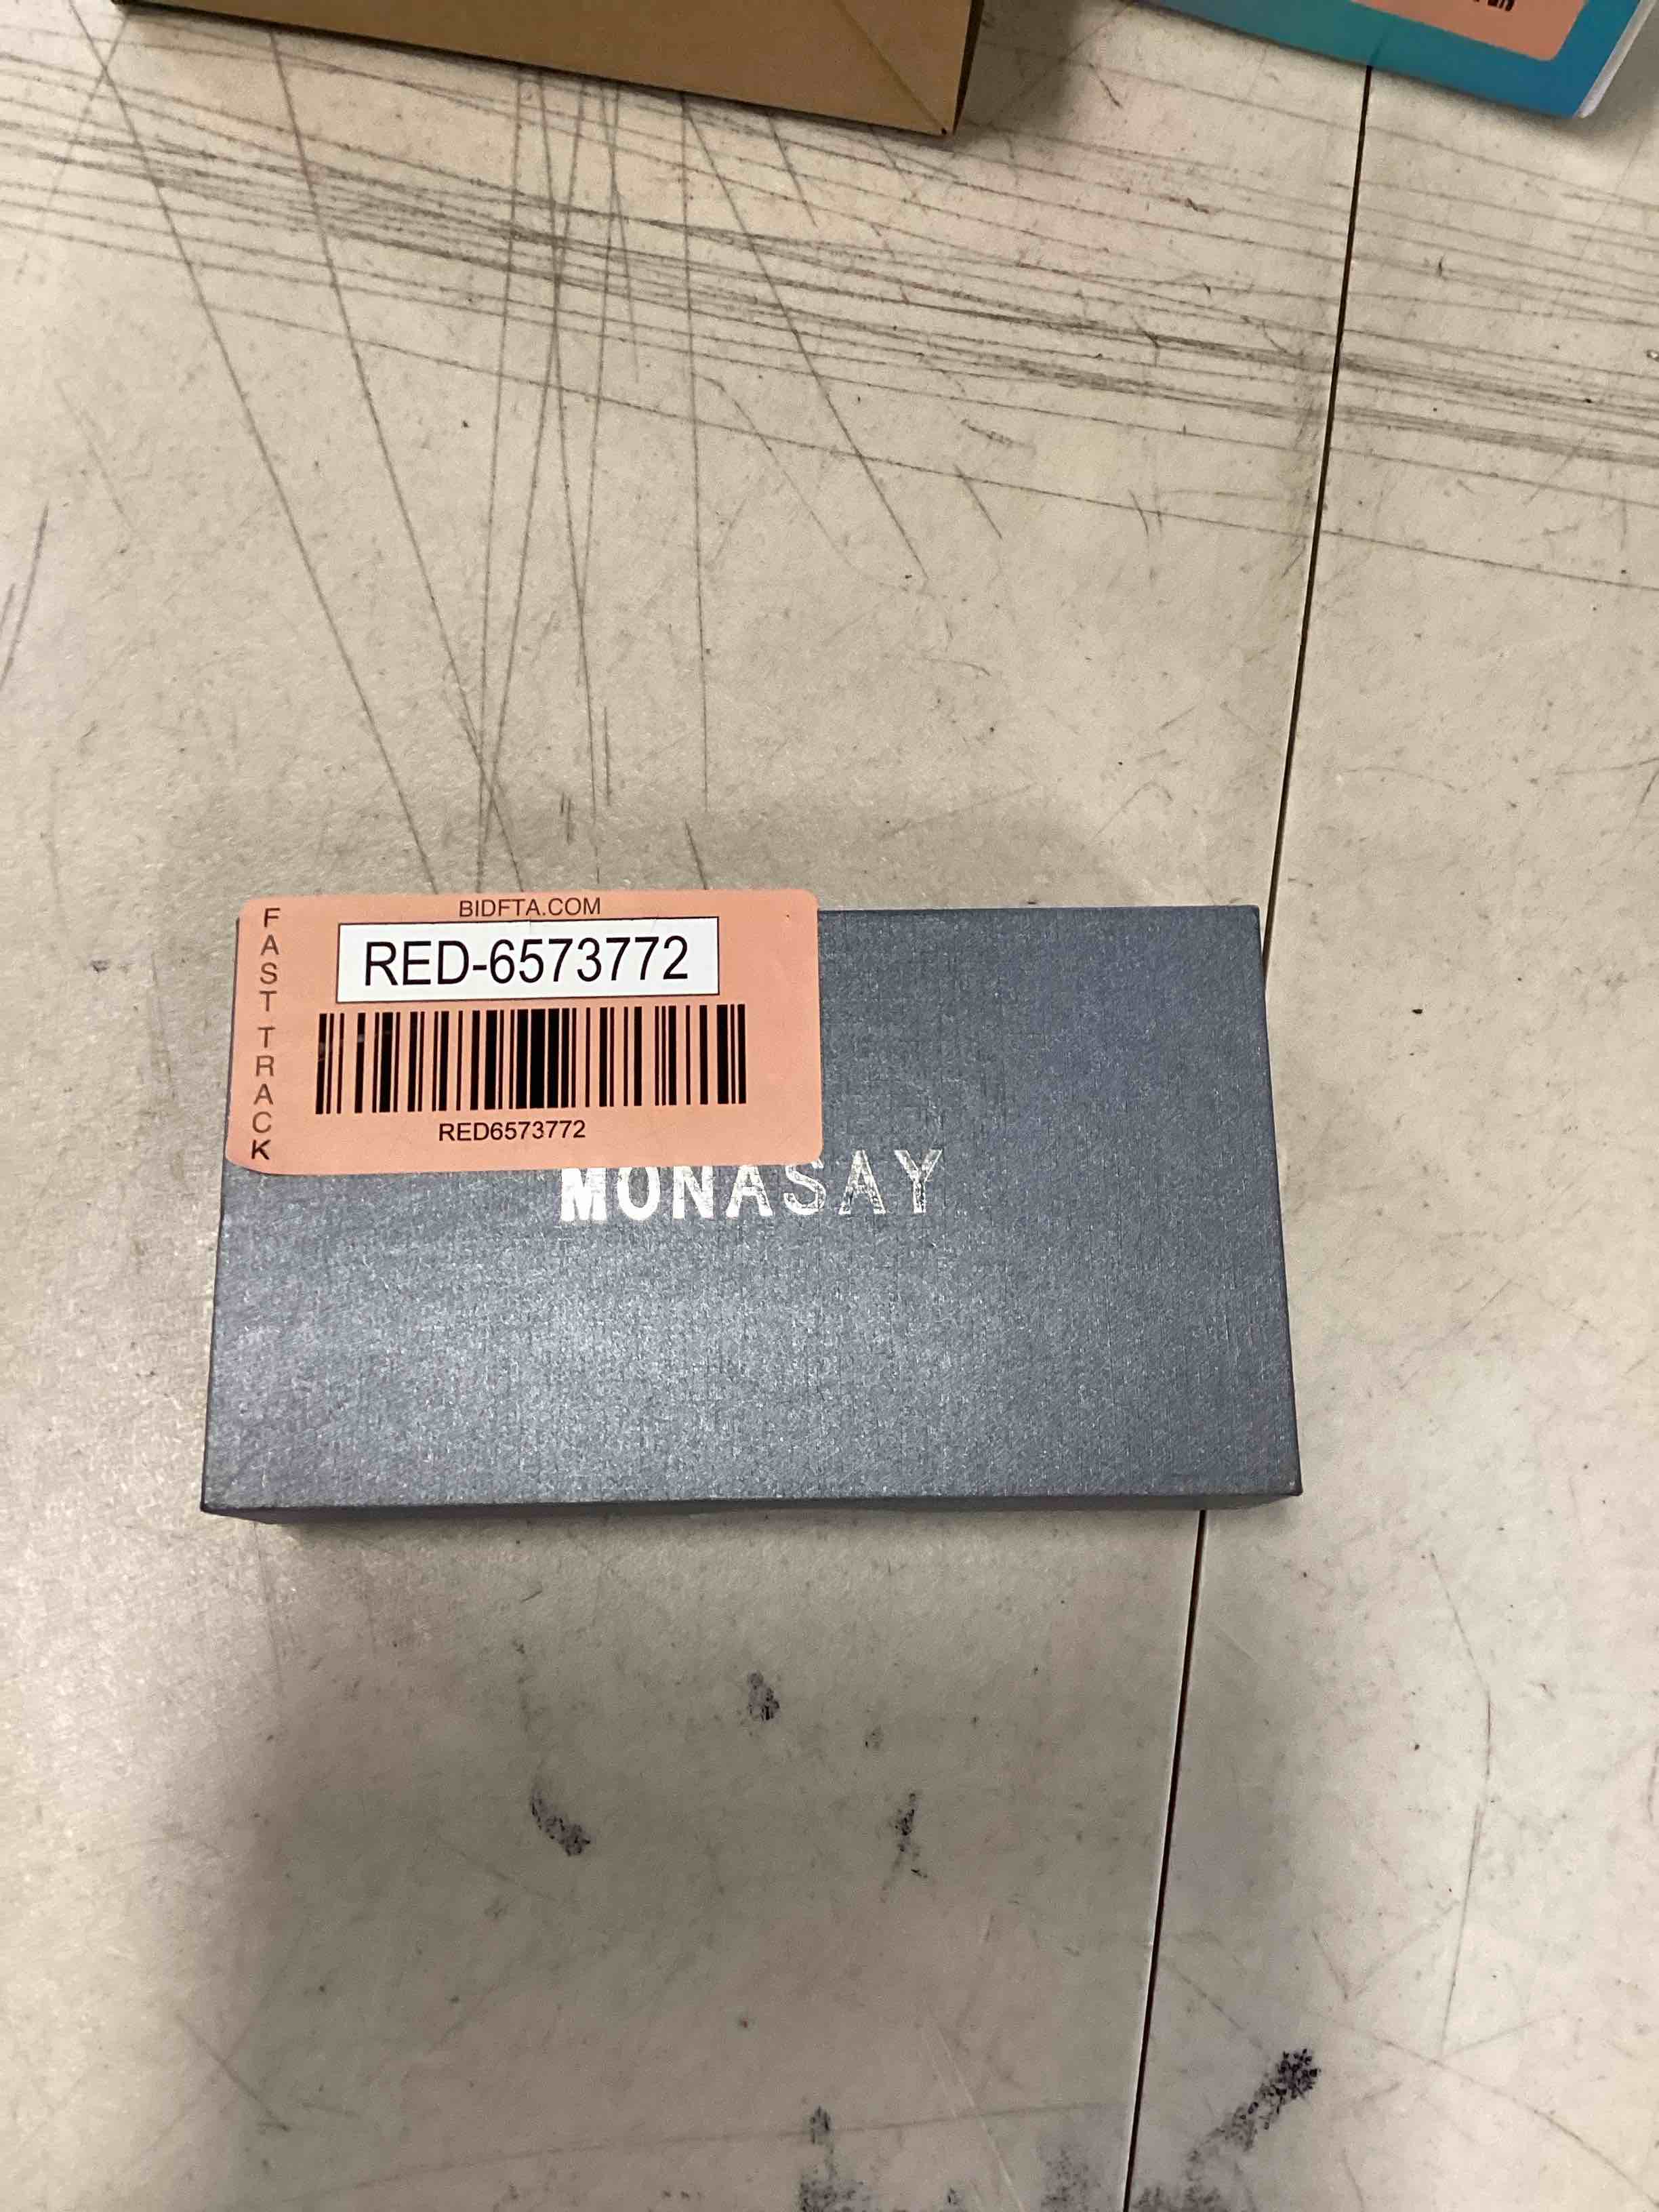 BIDFTA.COM
FAST TRACK
RED-6573772
RED6573772
MONASAY